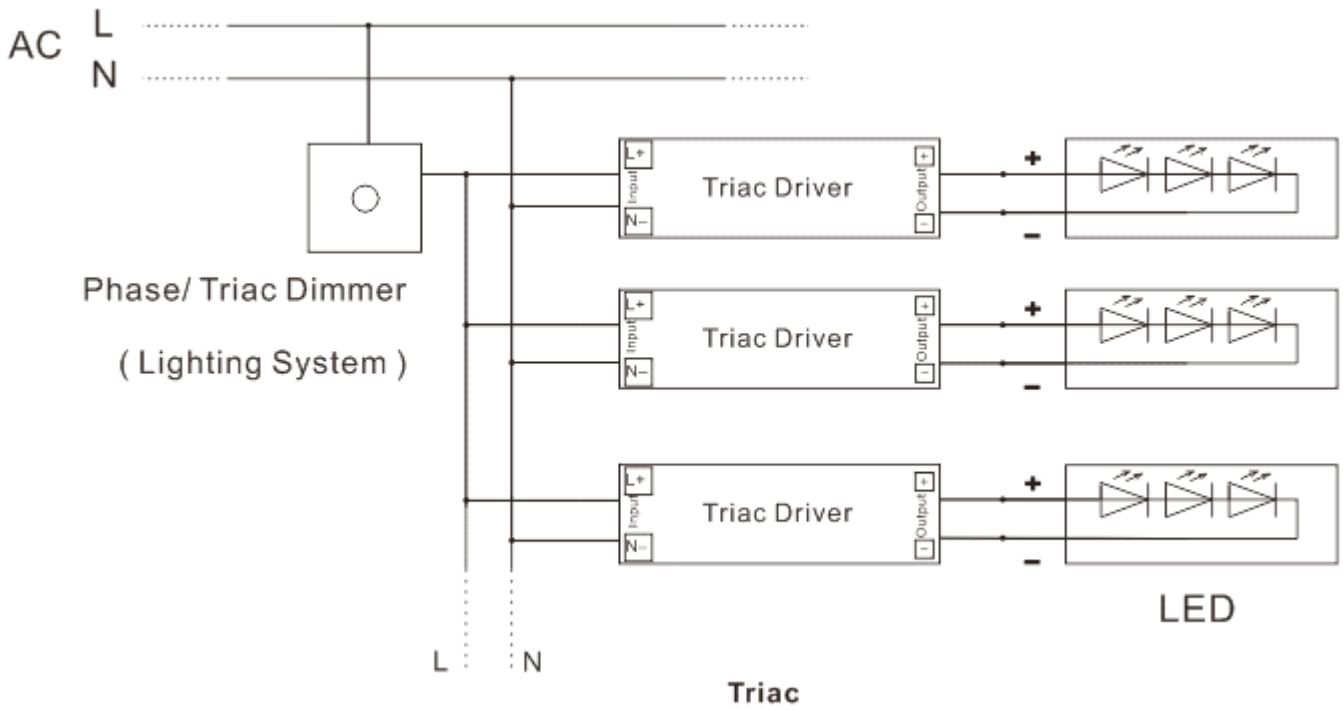 AC
L
N
Phase/ Triac Dimmer
( Lighting System )
L+
Input
N−
Triac Driver
+
Output
−
+
−
L+
Input
N−
Triac Driver
+
Output
−
+
−
L+
Input
N−
Triac Driver
+
Output
−
+
−
LED
L
N
Triac